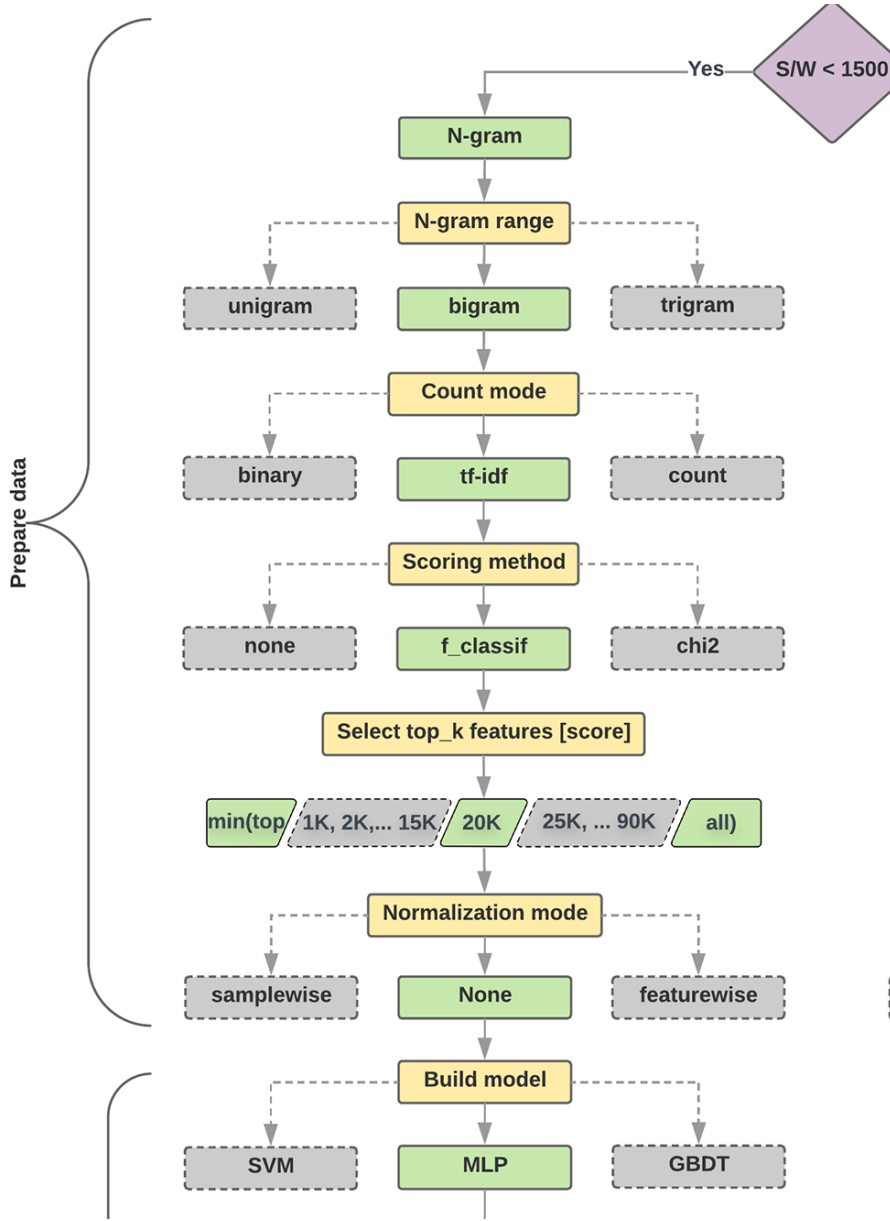 S/W < 1500
Yes
N-gram
N-gram range
unigram
bigram
trigram
Count mode
binary
tf-idf
count
Prepare data
Scoring method
none
f_classif
chi2
Select top_k features [score]
min(top
1K, 2K,... 15K
20K
25K, ... 90K
all)
Normalization mode
samplewise
None
featurewise
Build model
SVM
MLP
GBDT